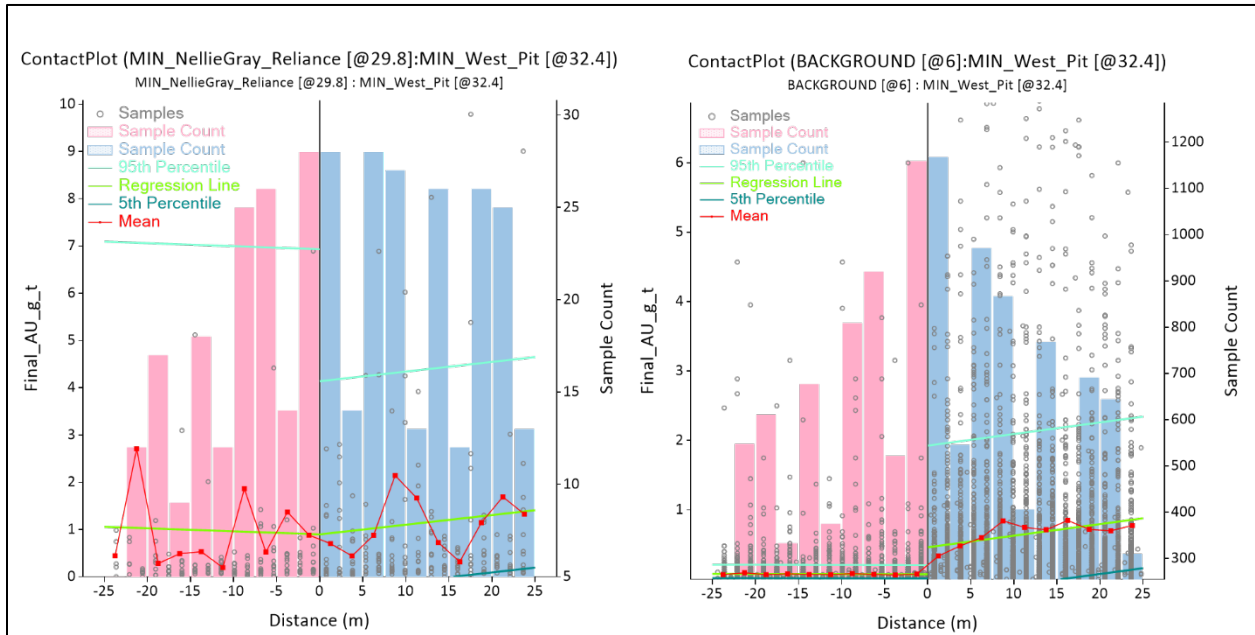 ContactPlot (MIN_NellieGray_Reliance [@29.8]:MIN_West_Pit [@32.4])
MIN_NellieGray_Reliance [@29.8] : MIN_West_Pit [@32.4]
Samples
Sample Count
Sample Count
95th Percentile
Regression Line
5th Percentile
Mean
Final_AU_g_t
10
9
8
7
6
5
4
3
2
1
0
30
25
20
15
10
5
Sample Count
-25 -20 -15 -10 -5 0 5 10 15 20 25
Distance (m)
ContactPlot (BACKGROUND [@6]:MIN_West_Pit [@32.4])
BACKGROUND [@6] : MIN_West_Pit [@32.4]
Samples
Sample Count
Sample Count
95th Percentile
Regression Line
5th Percentile
Mean
Final_AU_g_t
6
5
4
3
2
1
1200
1100
1000
900
800
700
600
500
400
300
Sample Count
-25 -20 -15 -10 -5 0 5 10 15 20 25
Distance (m)